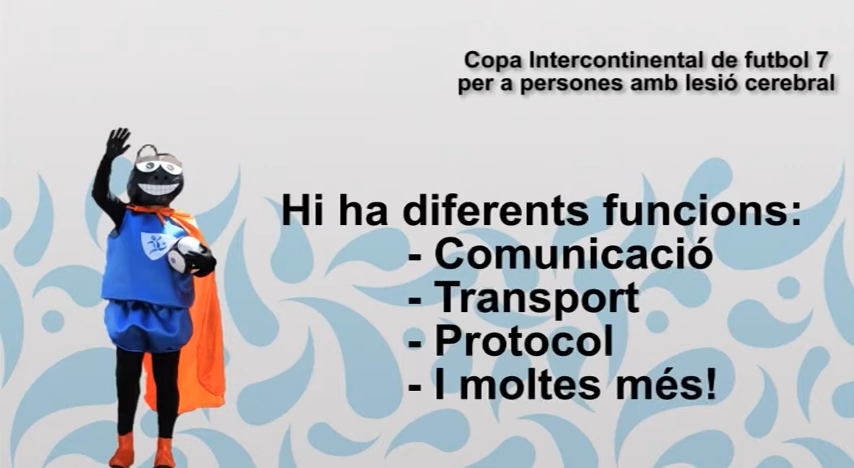 Copa Intercontinental de futbol 7
per a persones amb lesió cerebral
Hi ha diferents funcions:
- Comunicació
- Transport
- Protocol
- I moltes més!